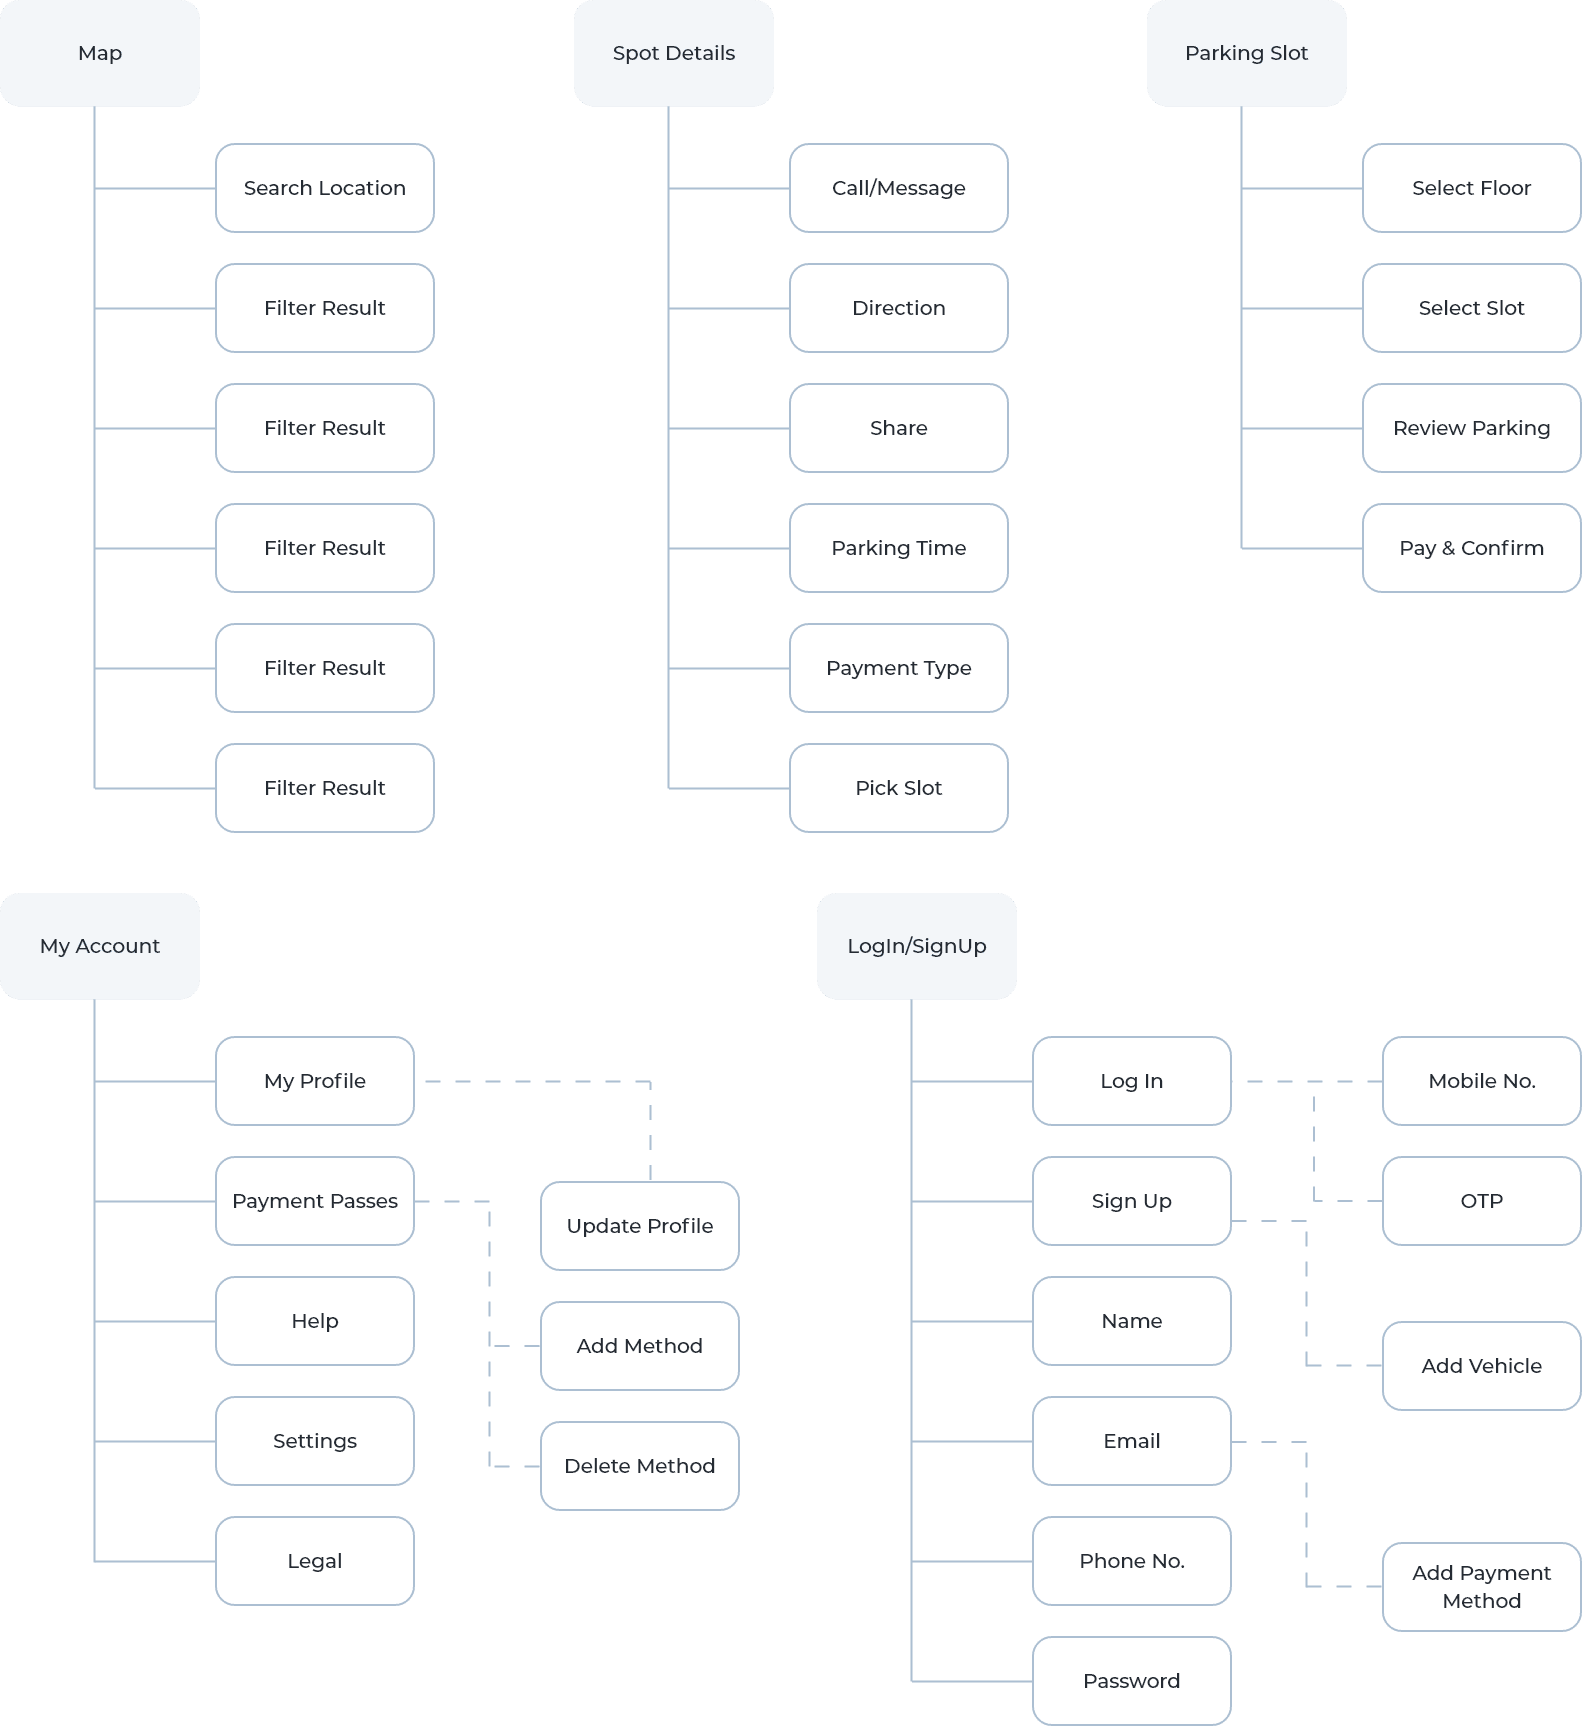 Map
Search Location
Filter Result
Filter Result
Filter Result
Filter Result
Filter Result
Spot Details
Call/Message
Direction
Share
Parking Time
Payment Type
Pick Slot
Parking Slot
Select Floor
Select Slot
Review Parking
Pay & Confirm
My Account
My Profile
Payment Passes
Help
Settings
Legal
Update Profile
Add Method
Delete Method
LogIn/SignUp
Log In
Sign Up
Name
Email
Phone No.
Password
Mobile No.
OTP
Add Vehicle
Add Payment
Method